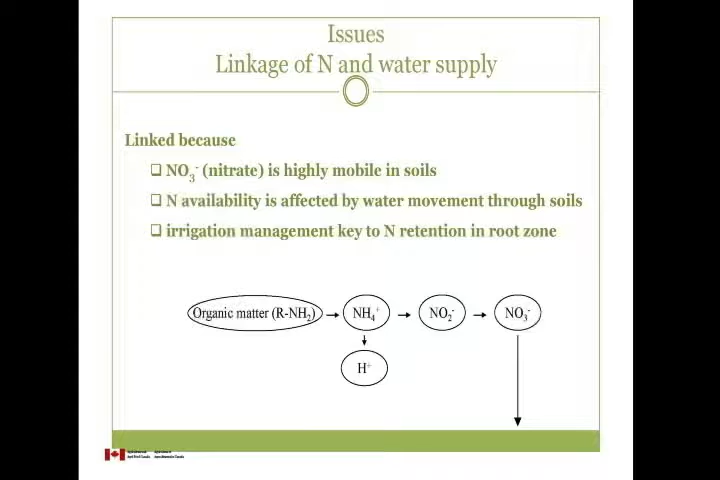 Issues
Linkage of N and water supply
Linked because
❑ NO₃⁻ (nitrate) is highly mobile in soils
❑ N availability is affected by water movement through soils
❑ irrigation management key to N retention in root zone
Organic matter (R-NH₂) → NH₄⁺ → NO₂⁻ → NO₃⁻
H⁺